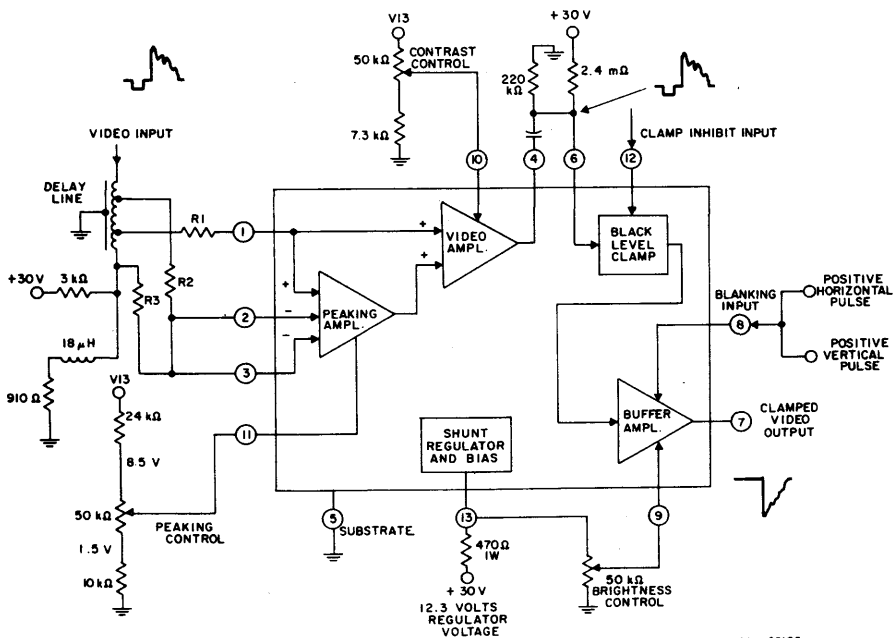 V13
+30V
50 kΩ
CONTRAST
CONTROL
220
kΩ
2.4 mΩ
7.3 kΩ
VIDEO INPUT
CLAMP INHIBIT INPUT
10
4
6
12
DELAY
LINE
R1
1
+
VIDEO
AMPL.
+
BLACK
LEVEL
CLAMP
+30V
3 kΩ
R3
R2
+
PEAKING
AMPL.
-
-
2
3
BLANKING
INPUT
8
POSITIVE
HORIZONTAL
PULSE
POSITIVE
VERTICAL
PULSE
18 μH
910 Ω
V13
24 kΩ
8.5 V
11
SHUNT
REGULATOR
AND BIAS
BUFFER
AMPL.
7
CLAMPED
VIDEO
OUTPUT
50 kΩ
PEAKING
CONTROL
1.5 V
10 kΩ
5
SUBSTRATE
13
9
470Ω
1W
+30V
12.3 VOLTS
REGULATOR
VOLTAGE
50 kΩ
BRIGHTNESS
CONTROL